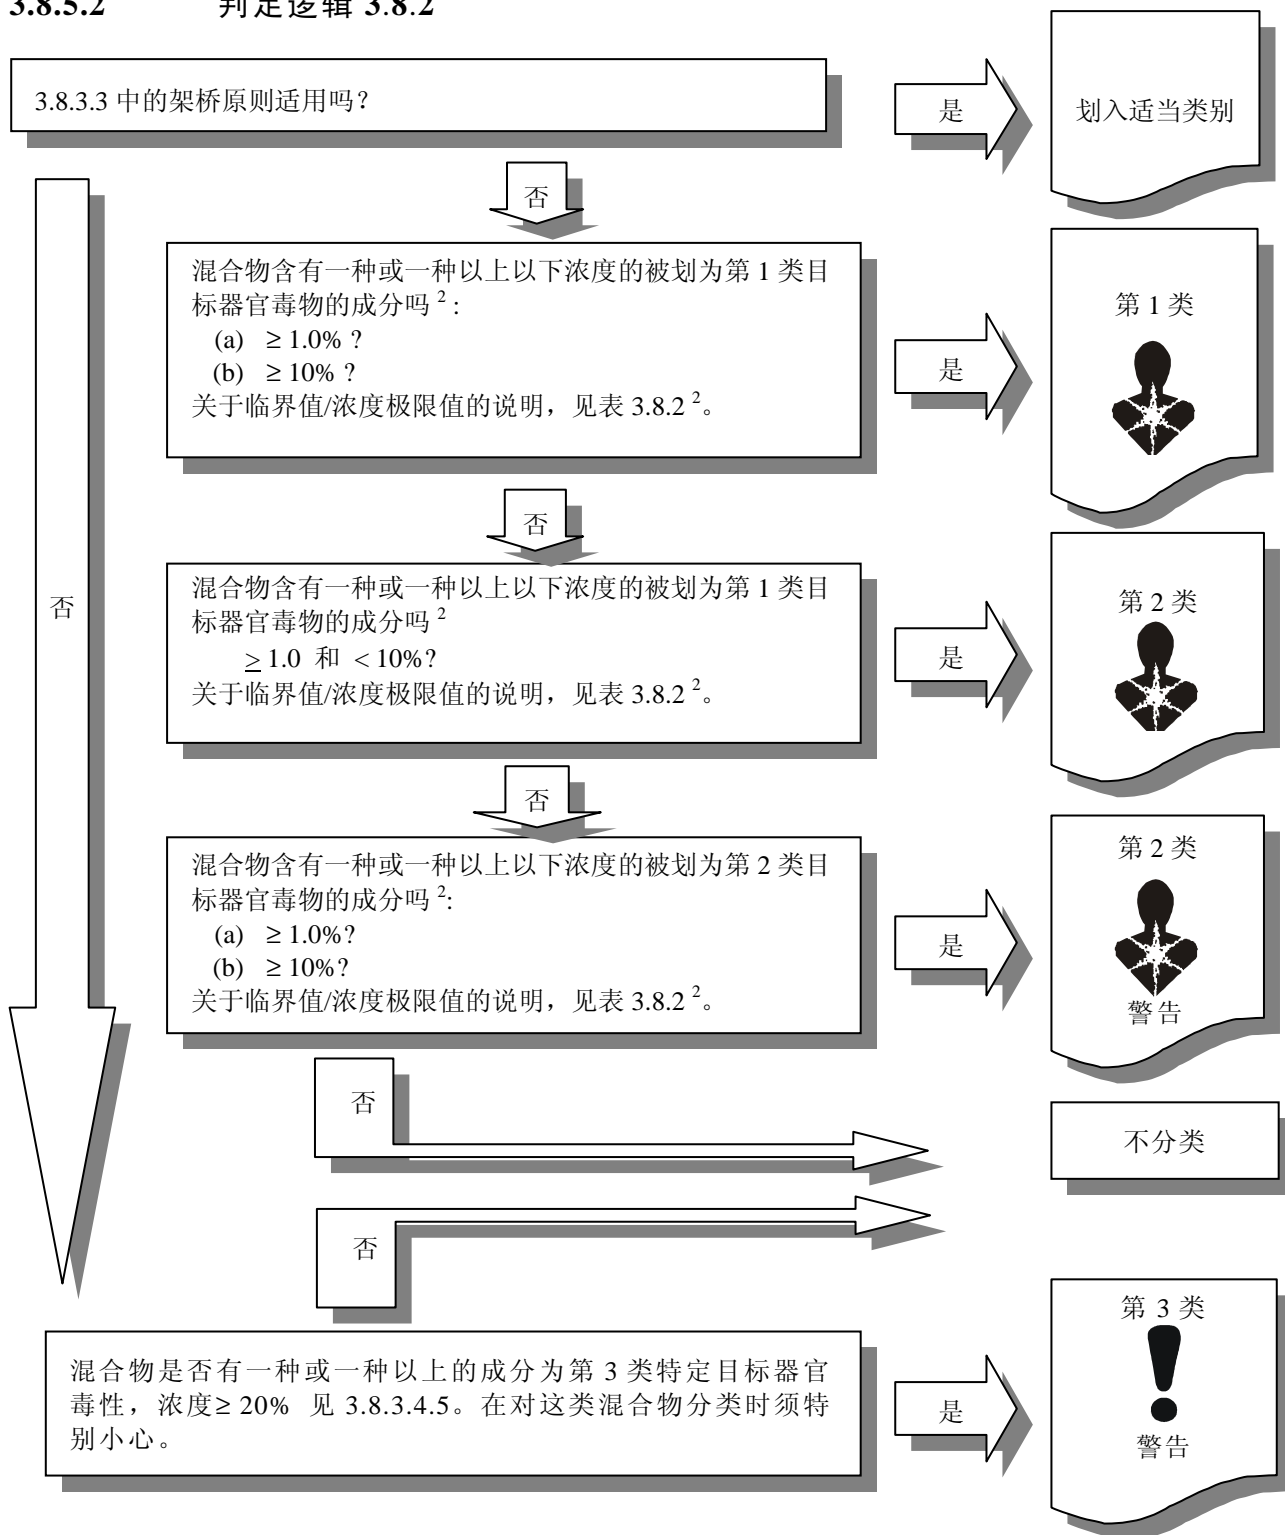 3.8.5.2 判定逻辑 3.8.2
3.8.3.3 中的架桥原则适用吗？
是
划入适当类别
否
否
混合物含有一种或一种以上以下浓度的被划为第 1 类目
标器官毒物的成分吗 2 :
(a) ≥ 1.0% ?
(b) ≥ 10% ?
关于临界值/浓度极限值的说明，见表 3.8.2 2。
是
第 1 类
否
混合物含有一种或一种以上以下浓度的被划为第 1 类目
标器官毒物的成分吗 2
≥ 1.0 和 < 10%?
关于临界值/浓度极限值的说明，见表 3.8.2 2。
是
第 2 类
否
混合物含有一种或一种以上以下浓度的被划为第 2 类目
标器官毒物的成分吗 2:
(a) ≥ 1.0%?
(b) ≥ 10%?
关于临界值/浓度极限值的说明，见表 3.8.2 2。
是
第 2 类
警告
否
不分类
否
混合物是否有一种或一种以上的成分为第 3 类特定目标器官
毒性，浓度≥ 20% 见 3.8.3.4.5。在对这类混合物分类时须特
别小心。
是
第 3 类
警告